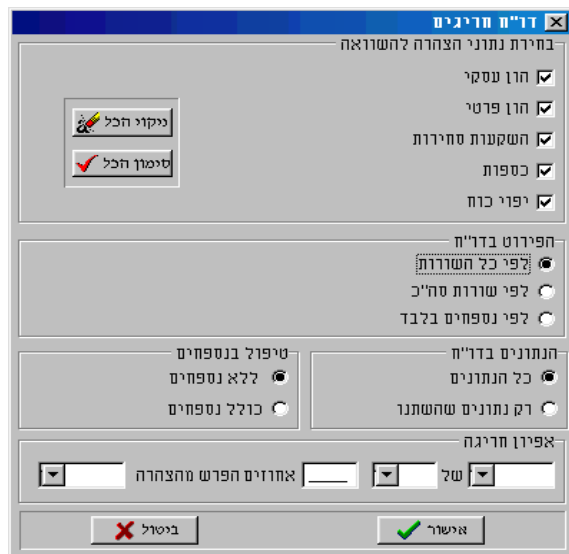 דו"ח חריגים
בחירת נתוני הצהרה להשוואה
הון עסקי
הון פרטי
השקעות סחירות
כספות
יפוי כוח
ניקוי הכל
סימון הכל
הפירוט בדו"ח
לפי כל השורות
לפי שורות סה"כ
לפי נספחים בלבד
הנתונים בדו"ח
כל הנתונים
רק נתונים שהשתנו
טיפול בנספחים
ללא נספחים
כולל נספחים
אפיון חריגה
של ____ אחוזים הפרש מהצהרה
אישור
ביטול